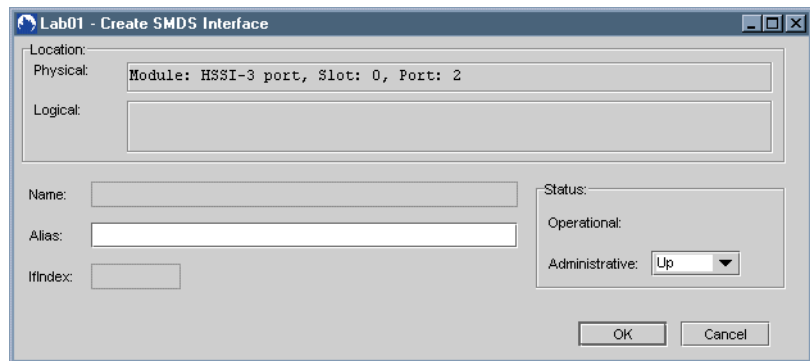 Lab01 - Create SMDS Interface
Location:
Physical: Module: HSSI-3 port, Slot: 0, Port: 2
Logical:
Name:
Alias:
IfIndex:
Status:
Operational:
Administrative: Up
OK Cancel